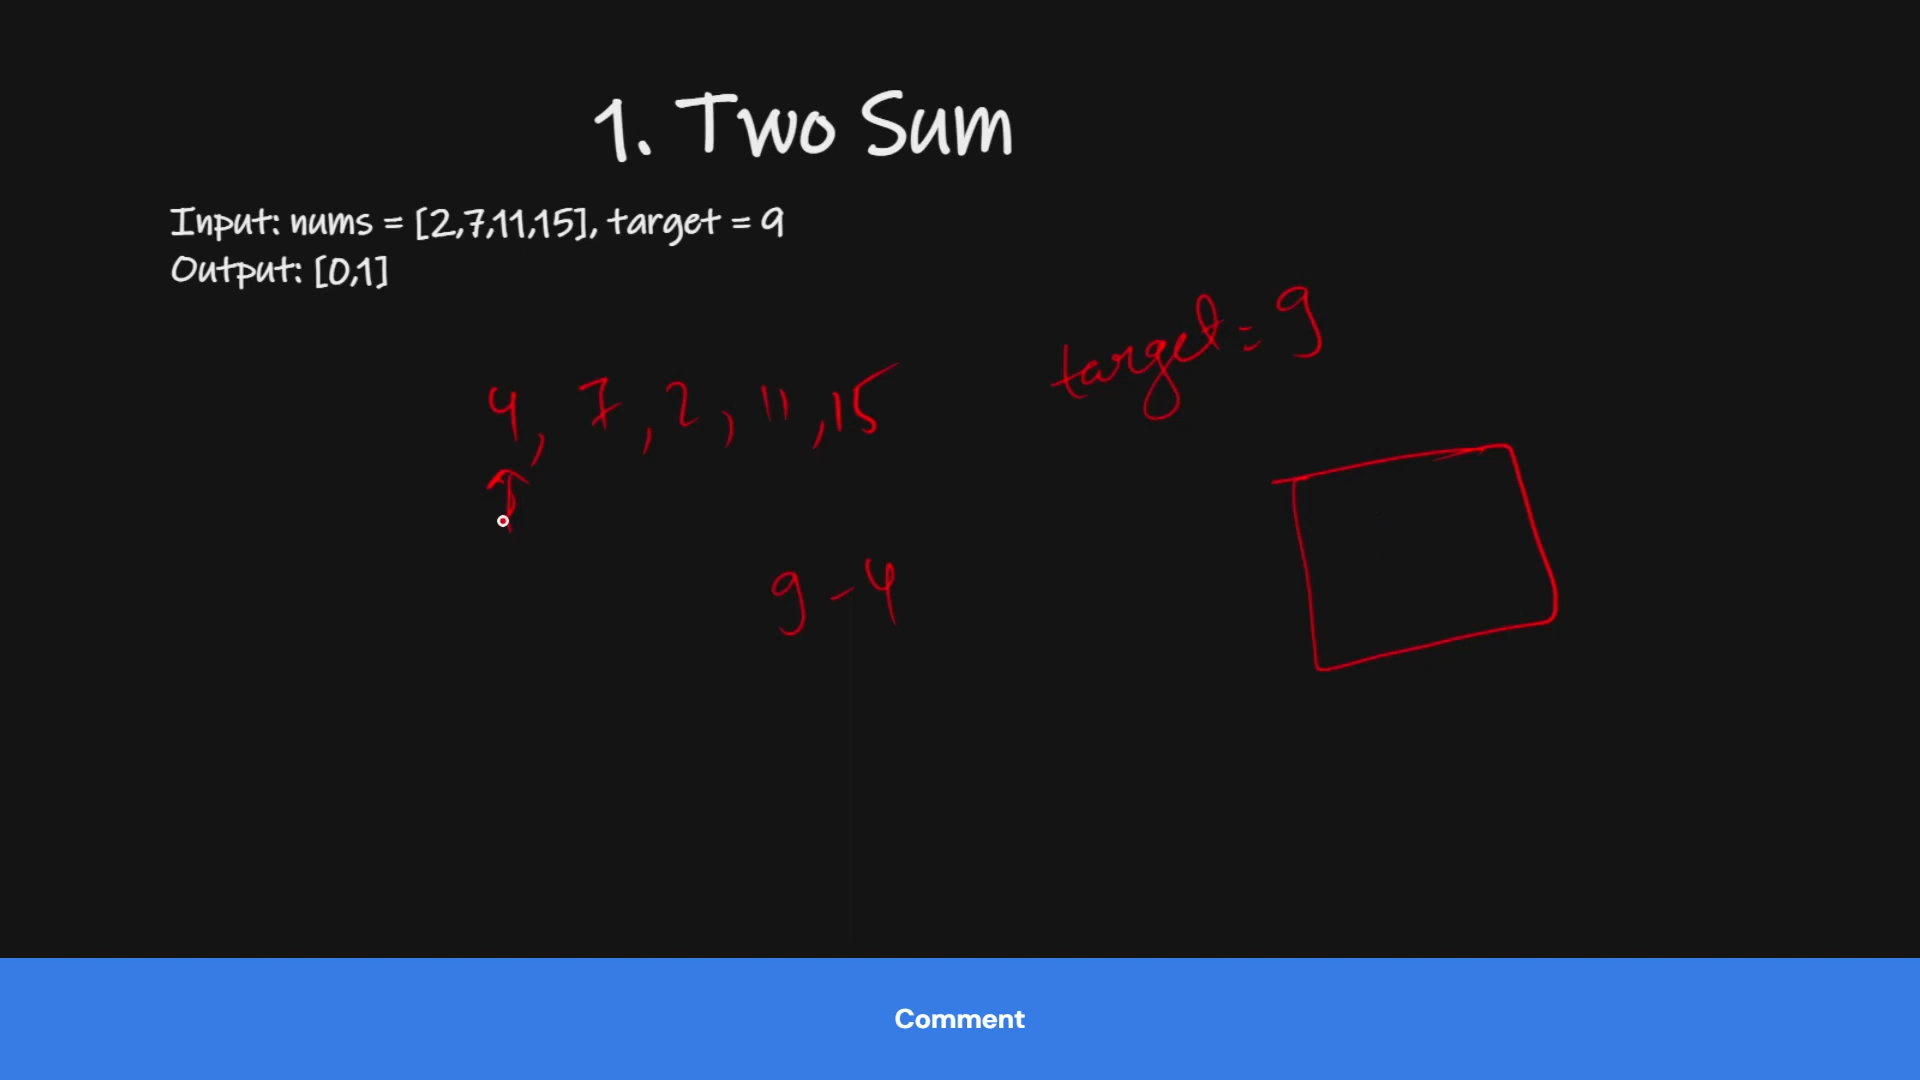 1. Two Sum
Input: nums = [2,7,11,15], target = 9
Output: [0,1]
target = 9
4, 7, 2, 11, 15
9 - 4
Comment